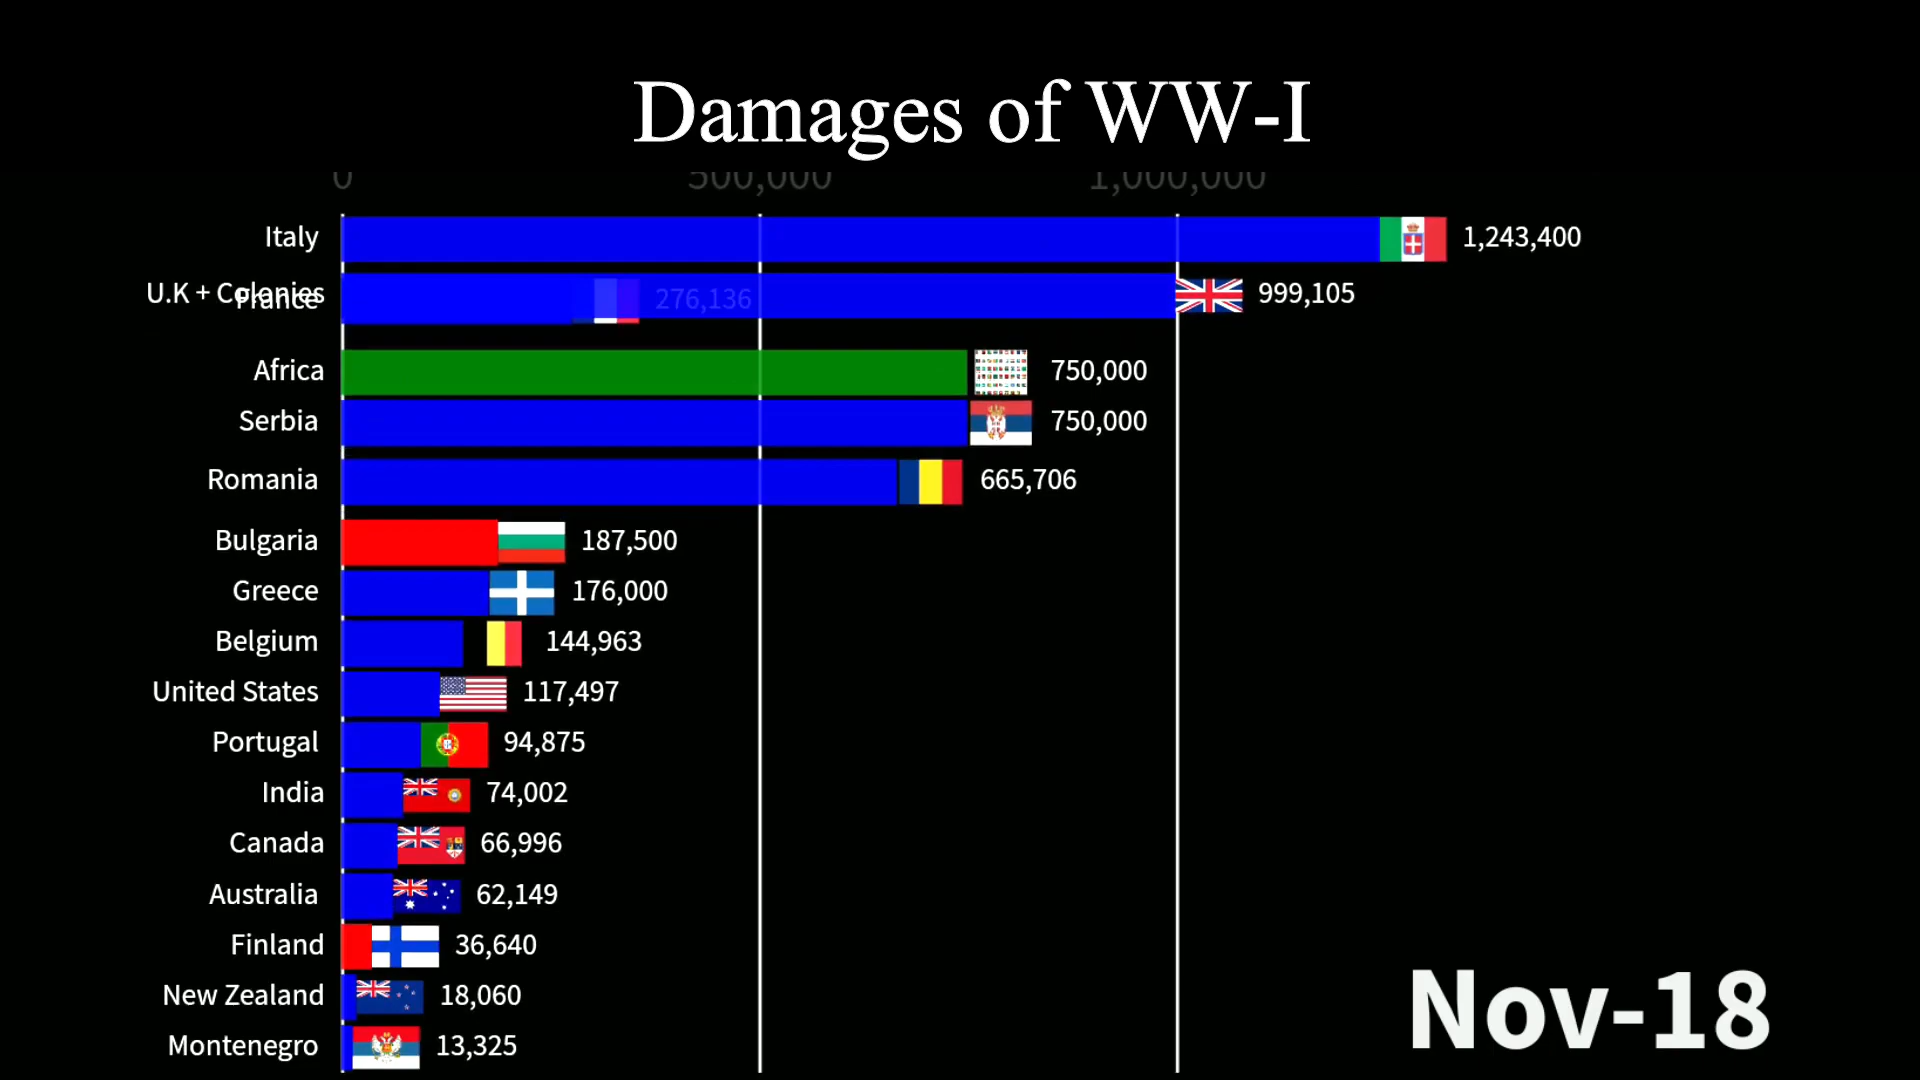 Damages of WW-I
0 500,000 1,000,000
Italy 1,243,400
U.K + Colonies 999,105
France 276,136
Africa 750,000
Serbia 750,000
Romania 665,706
Bulgaria 187,500
Greece 176,000
Belgium 144,963
United States 117,497
Portugal 94,875
India 74,002
Canada 66,996
Australia 62,149
Finland 36,640
New Zealand 18,060
Montenegro 13,325
Nov-18